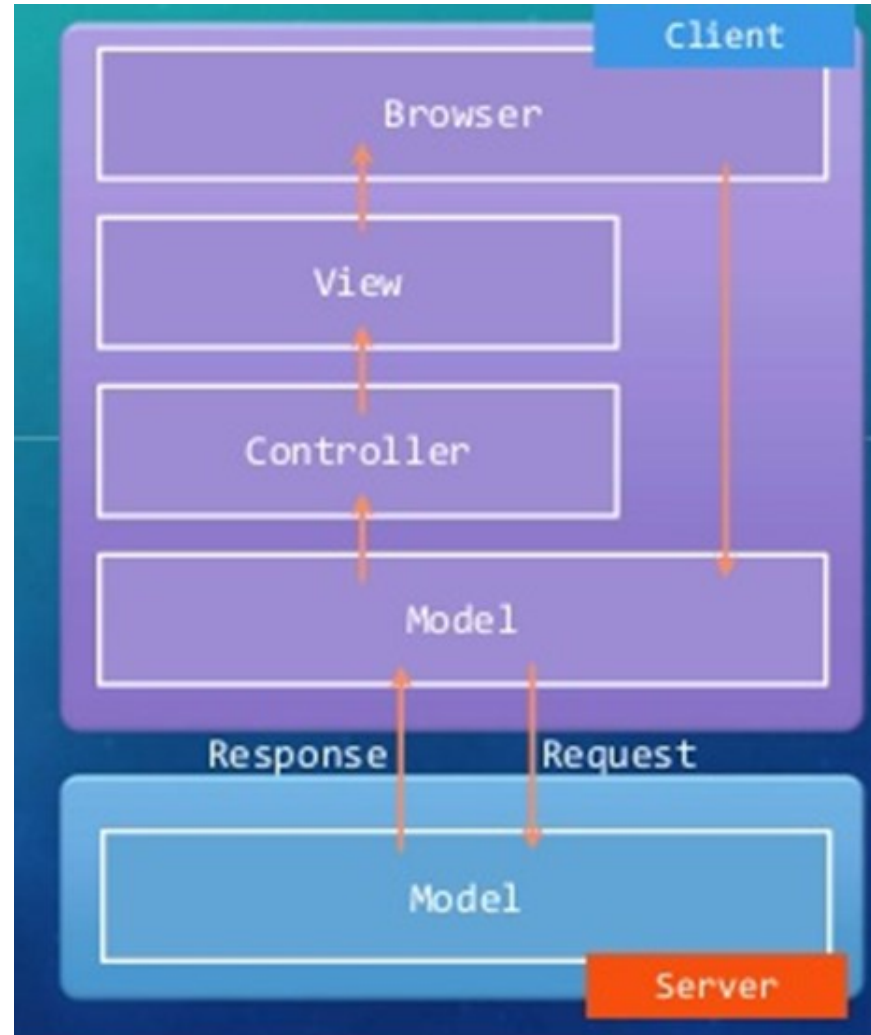 Client
Browser
View
Controller
Model
Response
Request
Model
Server